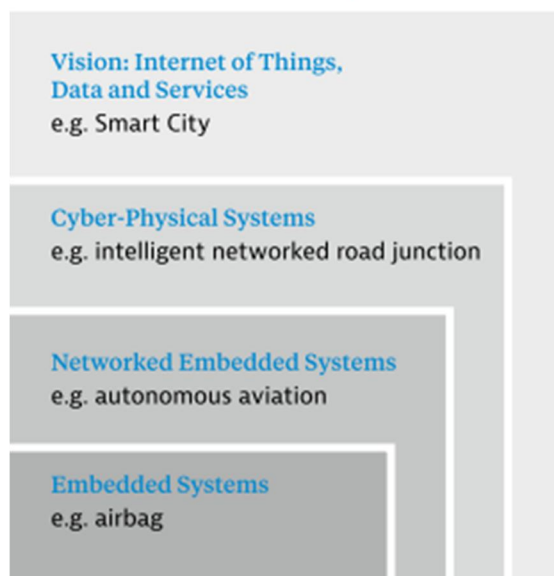 Vision: Internet of Things,
Data and Services
e.g. Smart City
Cyber-Physical Systems
e.g. intelligent networked road junction
Networked Embedded Systems
e.g. autonomous aviation
Embedded Systems
e.g. airbag